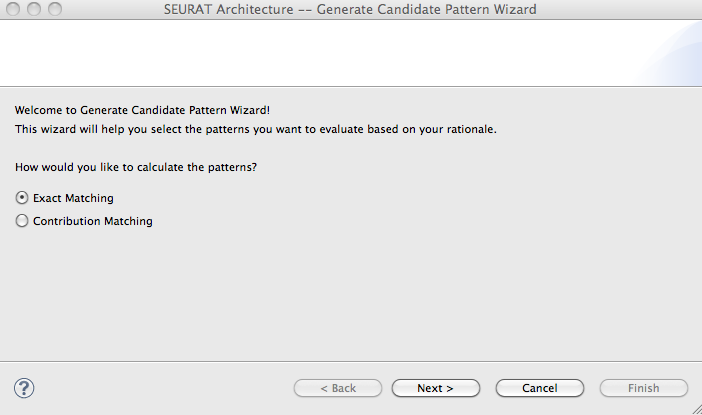 SEURAT Architecture -- Generate Candidate Pattern Wizard
Welcome to Generate Candidate Pattern Wizard!
This wizard will help you select the patterns you want to evaluate based on your rationale.
How would you like to calculate the patterns?
Exact Matching
Contribution Matching
?
< Back
Next >
Cancel
Finish